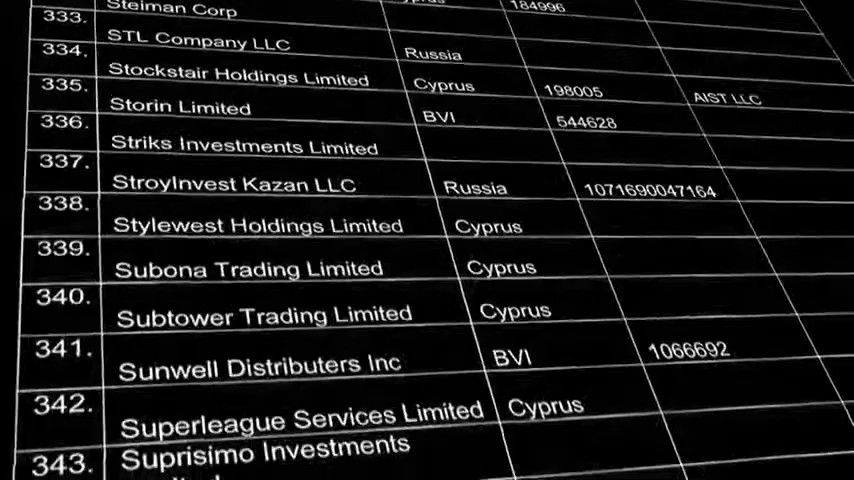 Steiman Corp Cyprus 184996
333. STL Company LLC Russia
334. Stockstair Holdings Limited Cyprus 198005 AIST LLC
335. Storin Limited BVI 544628
336. Striks Investments Limited
337. StroyInvest Kazan LLC Russia 1071690047164
338. Stylewest Holdings Limited Cyprus
339. Subona Trading Limited Cyprus
340. Subtower Trading Limited Cyprus
341. Sunwell Distributers Inc BVI 1066692
342. Superleague Services Limited Cyprus
343. Suprisimo Investments